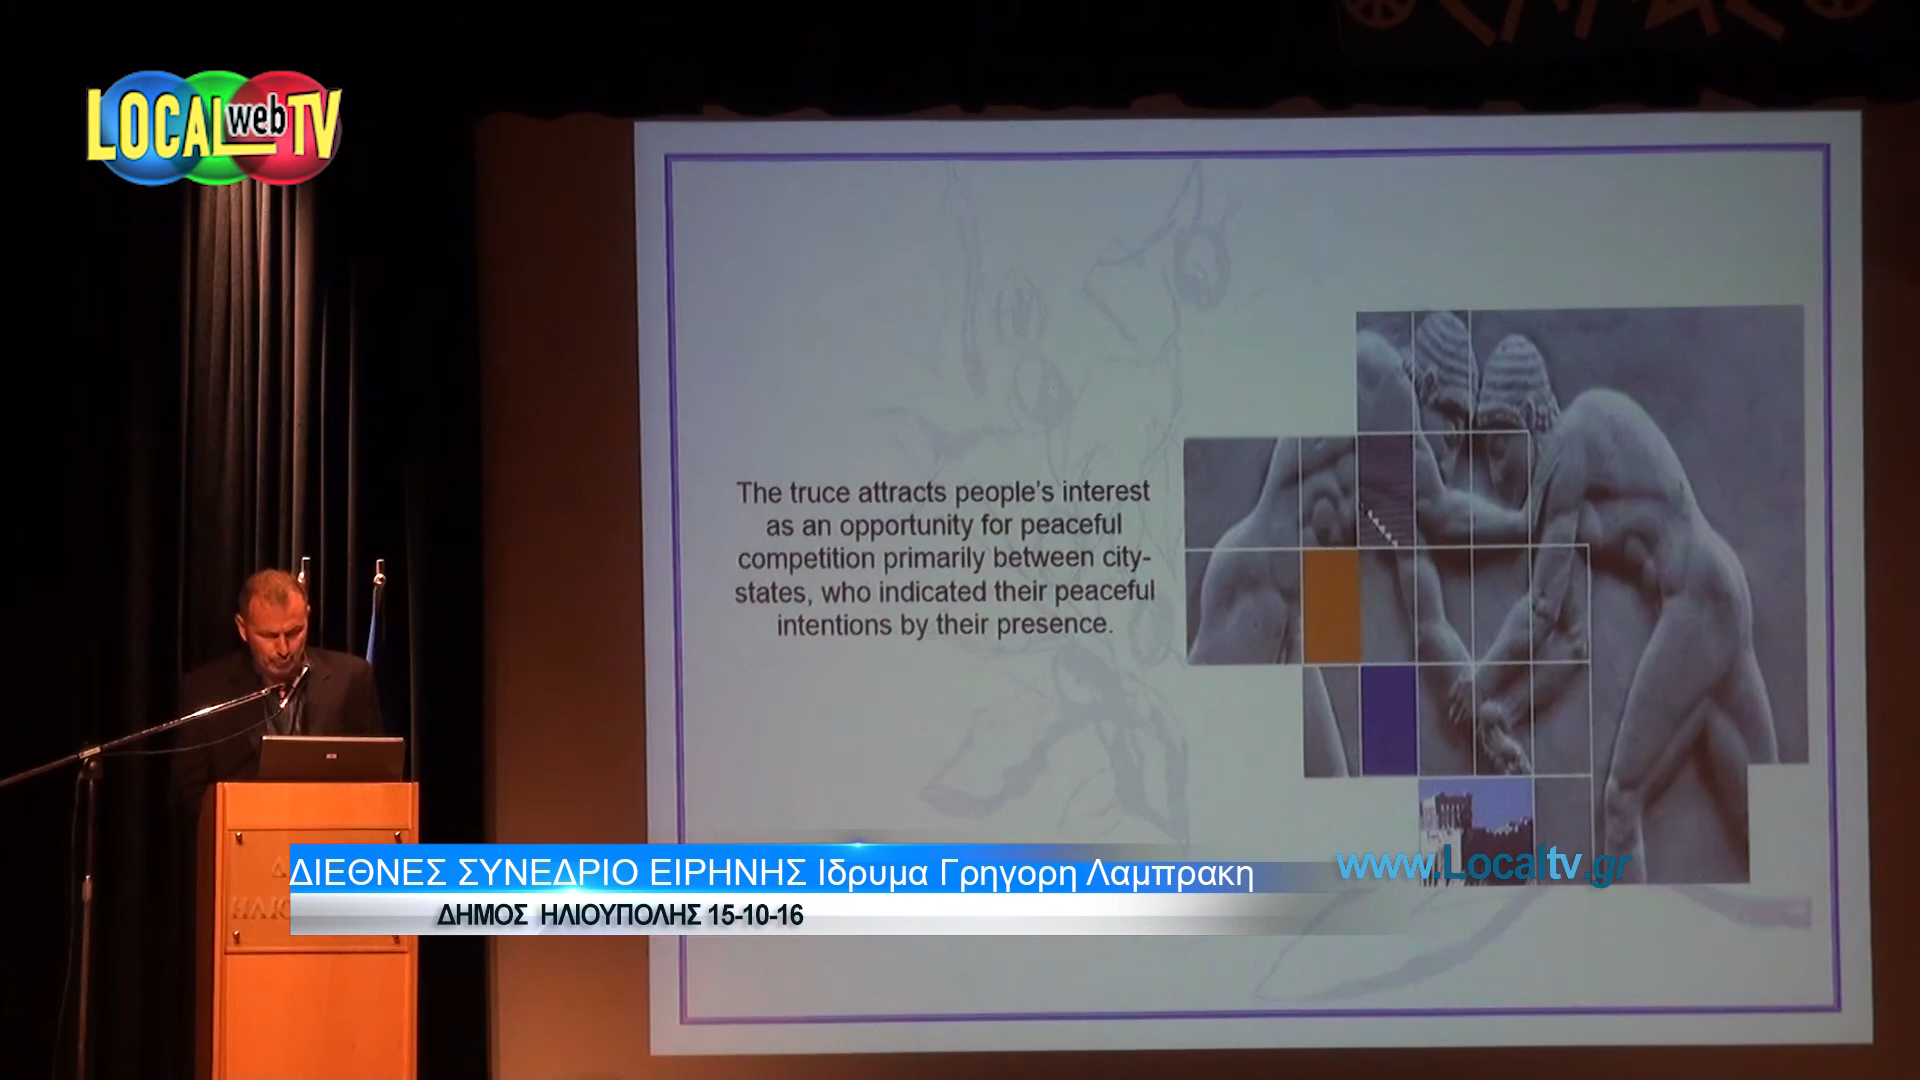 LOCAL web TV
The truce attracts people's interest
as an opportunity for peaceful
competition primarily between city-
states, who indicated their peaceful
intentions by their presence.
www.Localtv.gr
ΔΙΕΘΝΕΣ ΣΥΝΕΔΡΙΟ ΕΙΡΗΝΗΣ Ιδρυμα Γρηγορη Λαμπρακη
ΔΗΜΟΣ ΗΛΙΟΥΠΟΛΗΣ 15-10-16